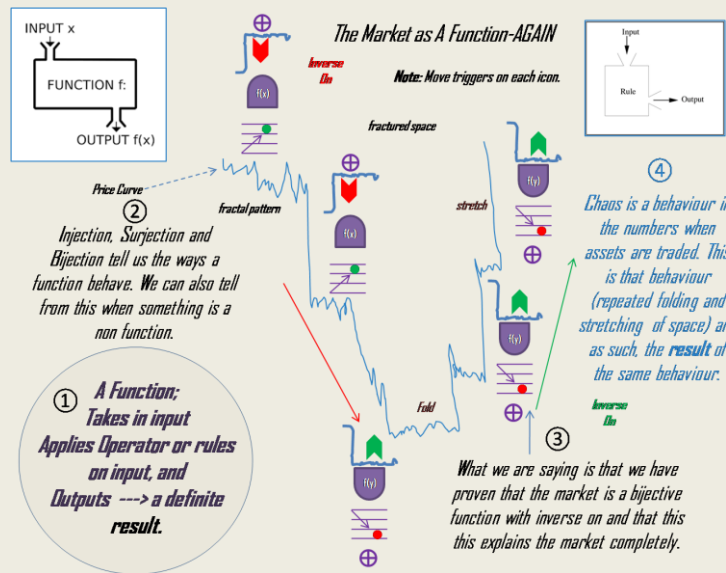 The Market as A Function-AGAIN
INPUT x
FUNCTION f:
OUTPUT f(x)
Inverse
On
Note: Move triggers on each icon.
Input
Rule
Output
f(x)
fractured space
f(y)
Price Curve
fractal pattern
stretch
②
Injection, Surjection and
Bijection tell us the ways a
function behave. We can also tell
from this when something is a
non function.
f(x)
④
Chaos is a behaviour i
the numbers when
assets are traded. This
is that behaviour
(repeated folding and
stretching of space) a
as such, the result of
the same behaviour.
f(y)
①
A Function;
Takes in input
Applies Operator or rules
on input, and
Outputs ---> a definite
result.
Fold
f(y)
Inverse
On
③
What we are saying is that we have
proven that the market is a bijective
function with inverse on and that this
this explains the market completely.